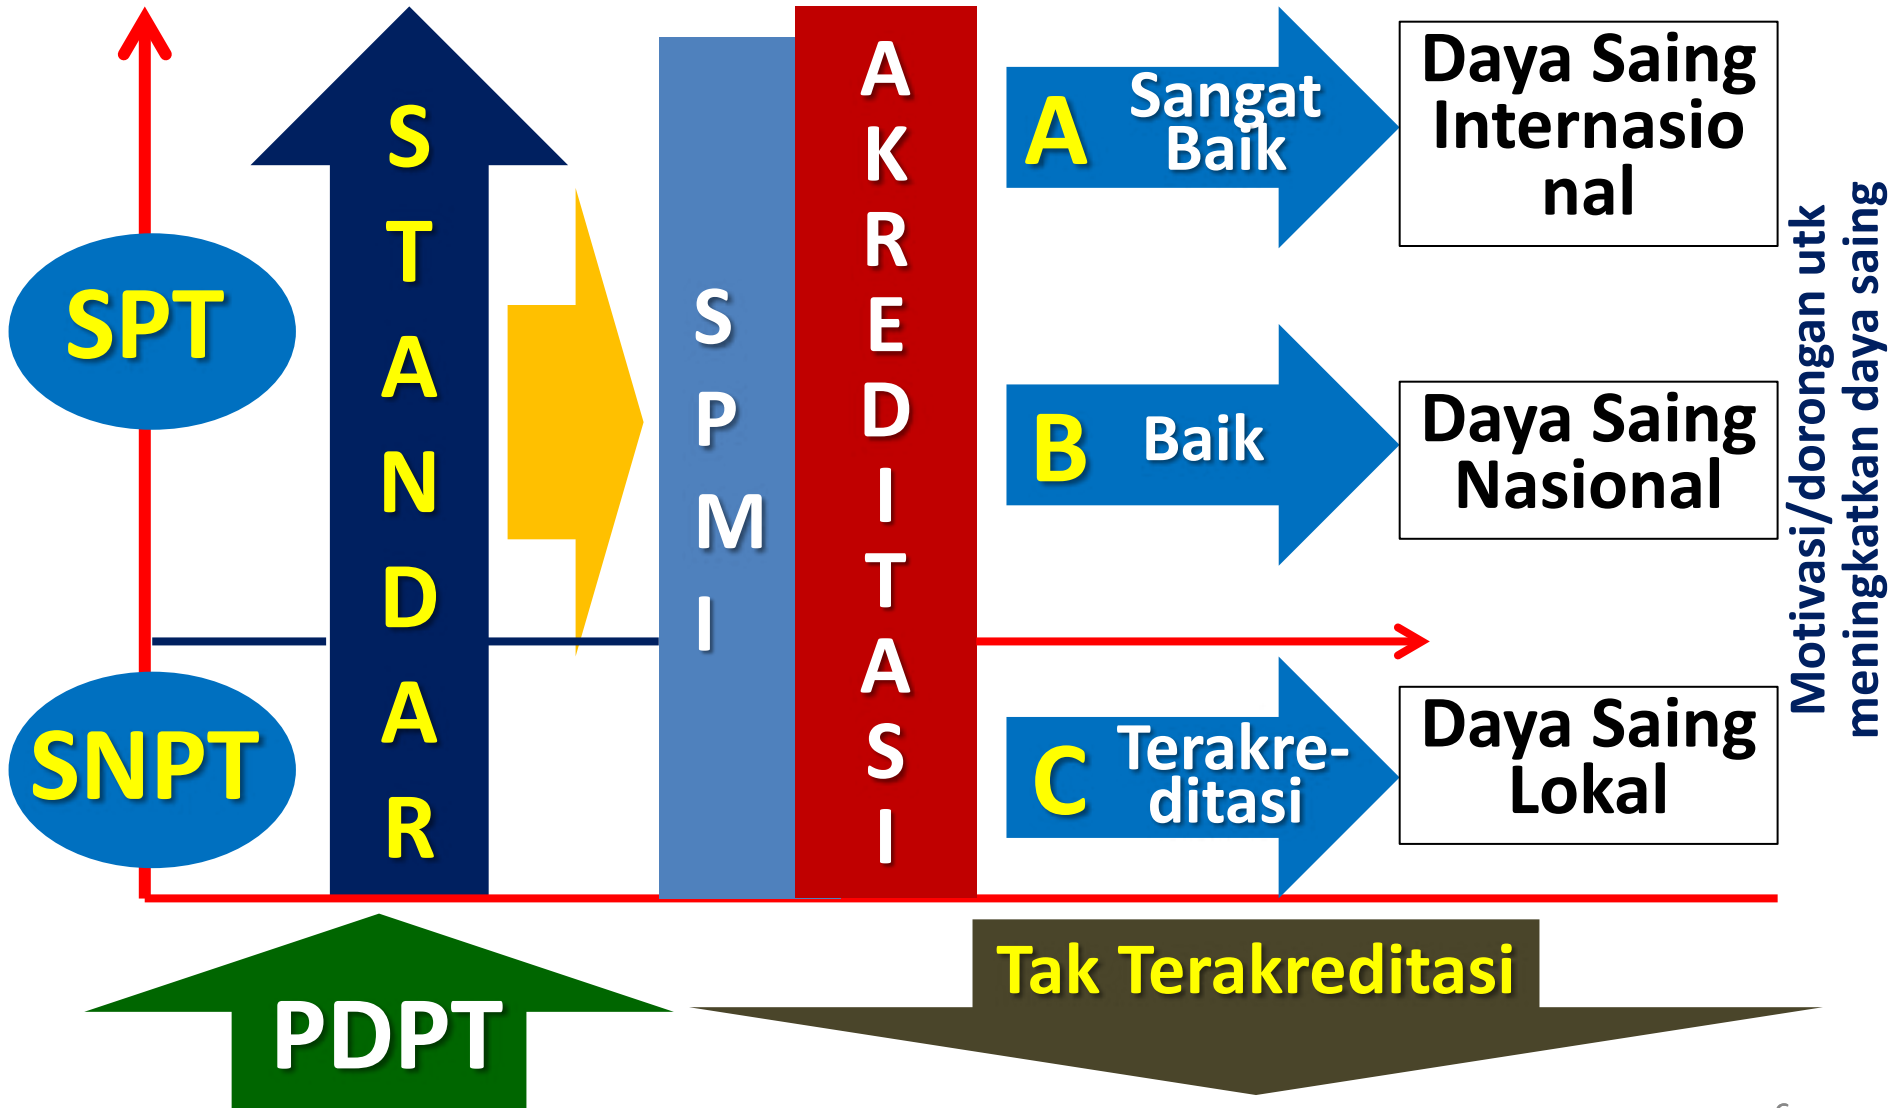 SPT
SNPT
STANDAR
SPMI
AKREDITASI
A
Sangat
Baik
Daya Saing
Internasio
nal
B
Baik
Daya Saing
Nasional
C
Terakre-
ditasi
Daya Saing
Lokal
Motivasi/dorongan utk
meningkatkan daya saing
PDPT
Tak Terakreditasi